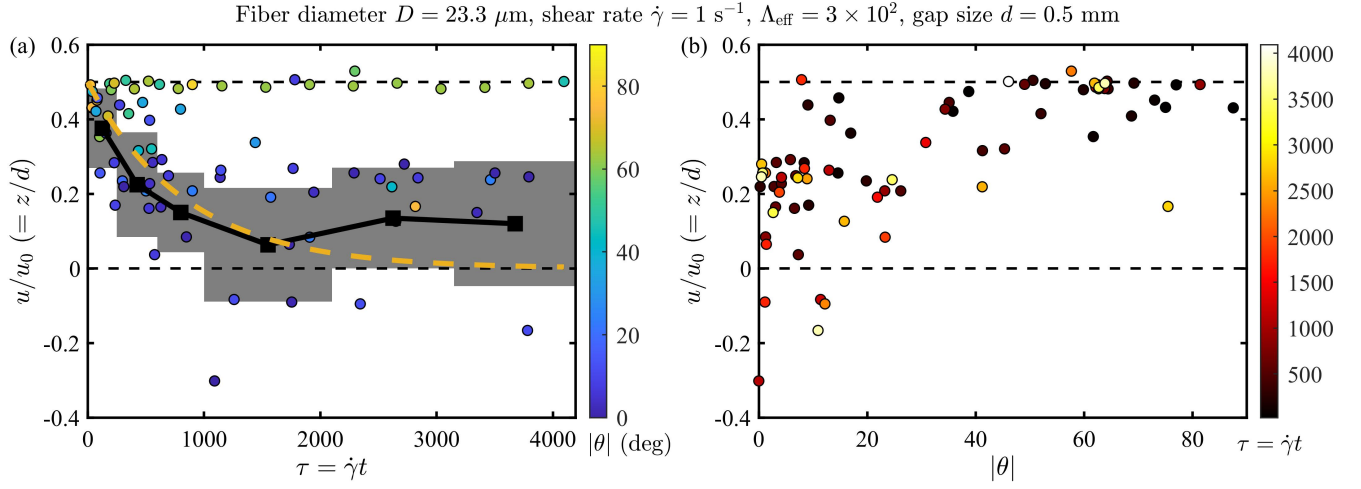 Fiber diameter D = 23.3 μm, shear rate γ̇ = 1 s⁻¹, Λeff = 3 × 10², gap size d = 0.5 mm
(a)
0.6
0.4
0.2
0
-0.2
-0.4
u/u₀ (= z/d)
0 1000 2000 3000 4000
τ = γ̇t
80
60
40
20
0
|θ| (deg)
(b)
0.6
0.4
0.2
0
-0.2
-0.4
u/u₀ (= z/d)
0 20 40 60 80
|θ|
4000
3500
3000
2500
2000
1500
1000
500
τ = γ̇t